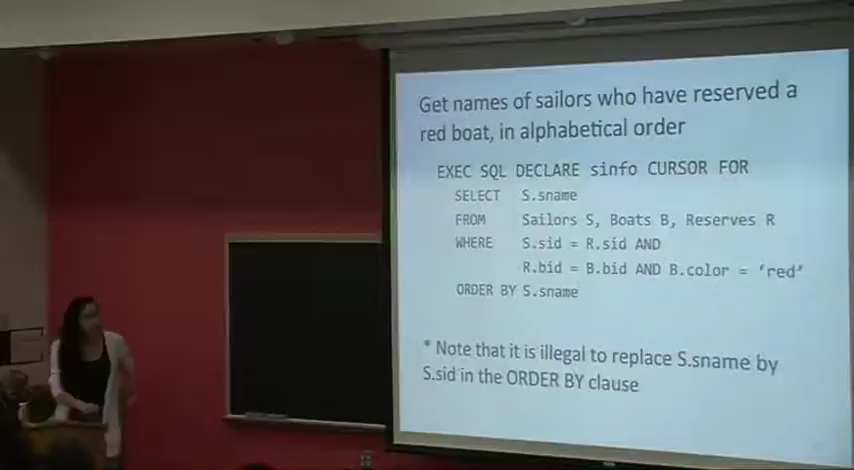 Get names of sailors who have reserved a
red boat, in alphabetical order
EXEC SQL DECLARE sinfo CURSOR FOR
SELECT S.sname
FROM Sailors S, Boats B, Reserves R
WHERE S.sid = R.sid AND
R.bid = B.bid AND B.color = ‘red’
ORDER BY S.sname
* Note that it is illegal to replace S.sname by
S.sid in the ORDER BY clause